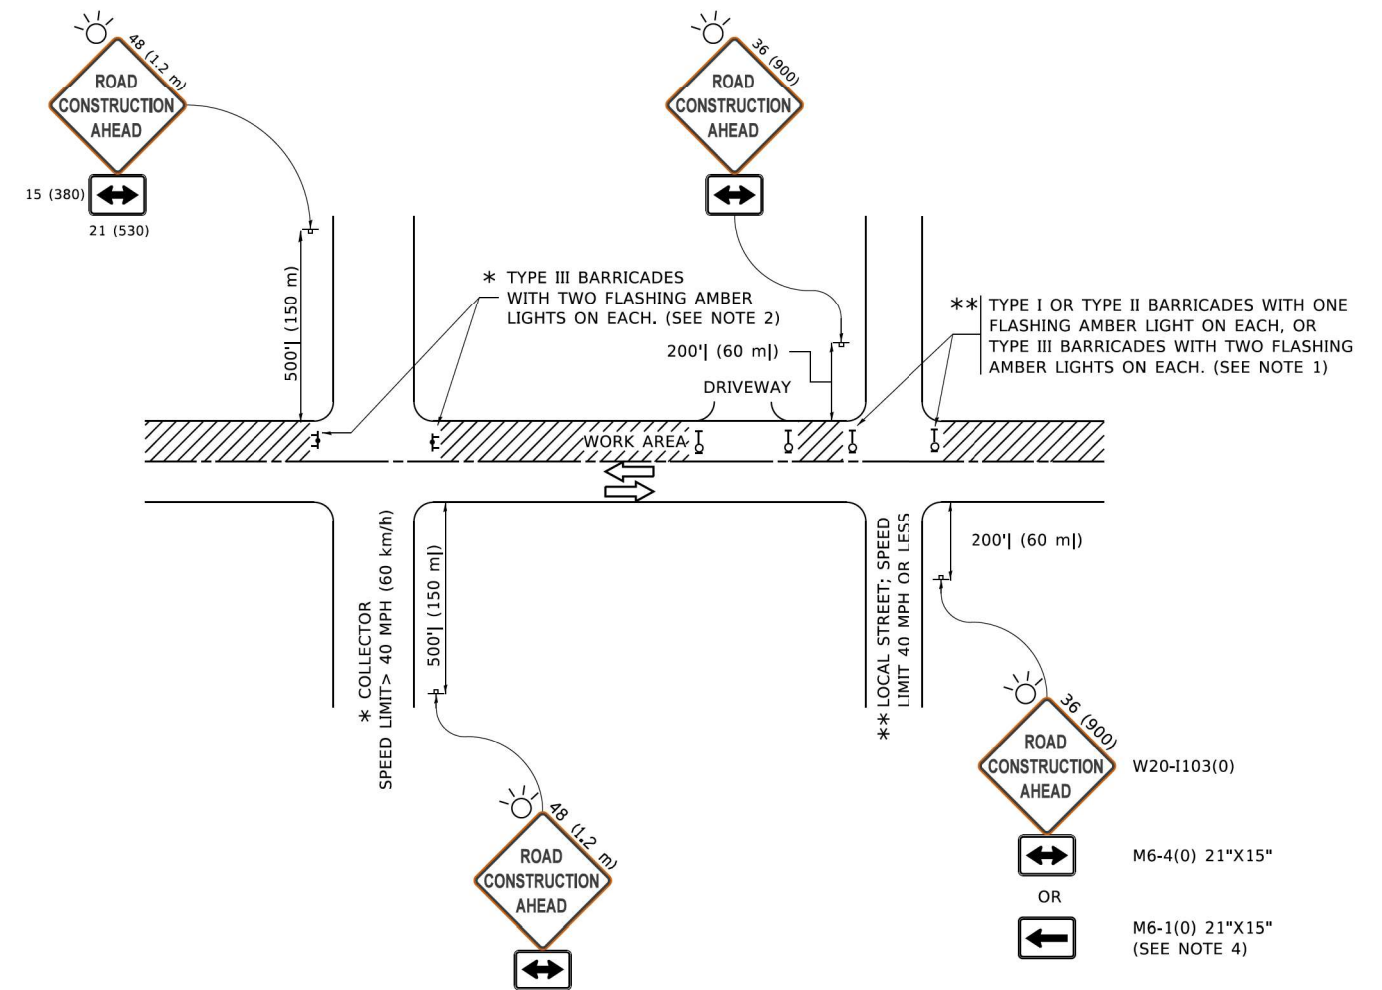 48 (1.2 m)
ROAD
CONSTRUCTION
AHEAD
15 (380)
21 (530)
36 (900)
ROAD
CONSTRUCTION
AHEAD
500'| (150 m)
* TYPE III BARRICADES
WITH TWO FLASHING AMBER
LIGHTS ON EACH. (SEE NOTE 2)
200'| (60 m|)
DRIVEWAY
** TYPE I OR TYPE II BARRICADES WITH ONE
FLASHING AMBER LIGHT ON EACH, OR
TYPE III BARRICADES WITH TWO FLASHING
AMBER LIGHTS ON EACH. (SEE NOTE 1)
WORK AREA
* COLLECTOR
SPEED LIMIT> 40 MPH (60 km/h)
500'| (150 m|)
** LOCAL STREET; SPEED
LIMIT 40 MPH OR LESS
200'| (60 m|)
48 (1.2 m)
ROAD
CONSTRUCTION
AHEAD
36 (900)
ROAD
CONSTRUCTION
AHEAD
W20-I103(0)
M6-4(0) 21"X15"
OR
M6-1(0) 21"X15"
(SEE NOTE 4)